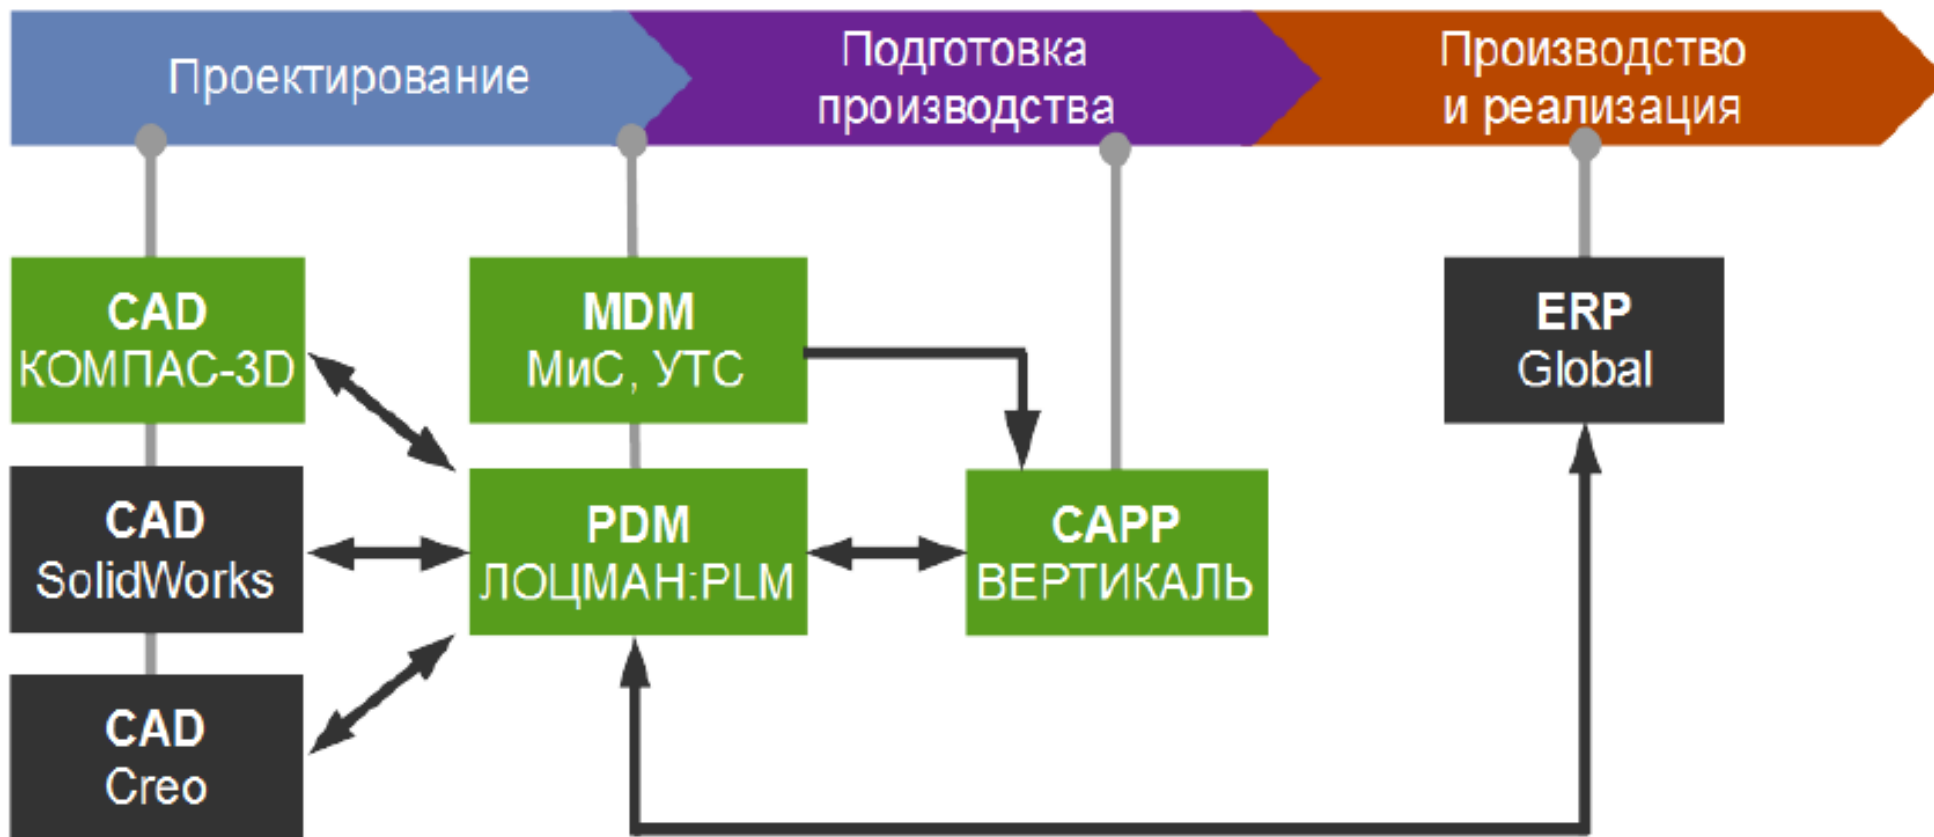 Проектирование
Подготовка
производства
Производство
и реализация
CAD
КОМПАС-3D
MDM
МиС, УТС
ERP
Global
CAD
SolidWorks
PDM
ЛОЦМАН:PLM
CAPP
ВЕРТИКАЛЬ
CAD
Creo